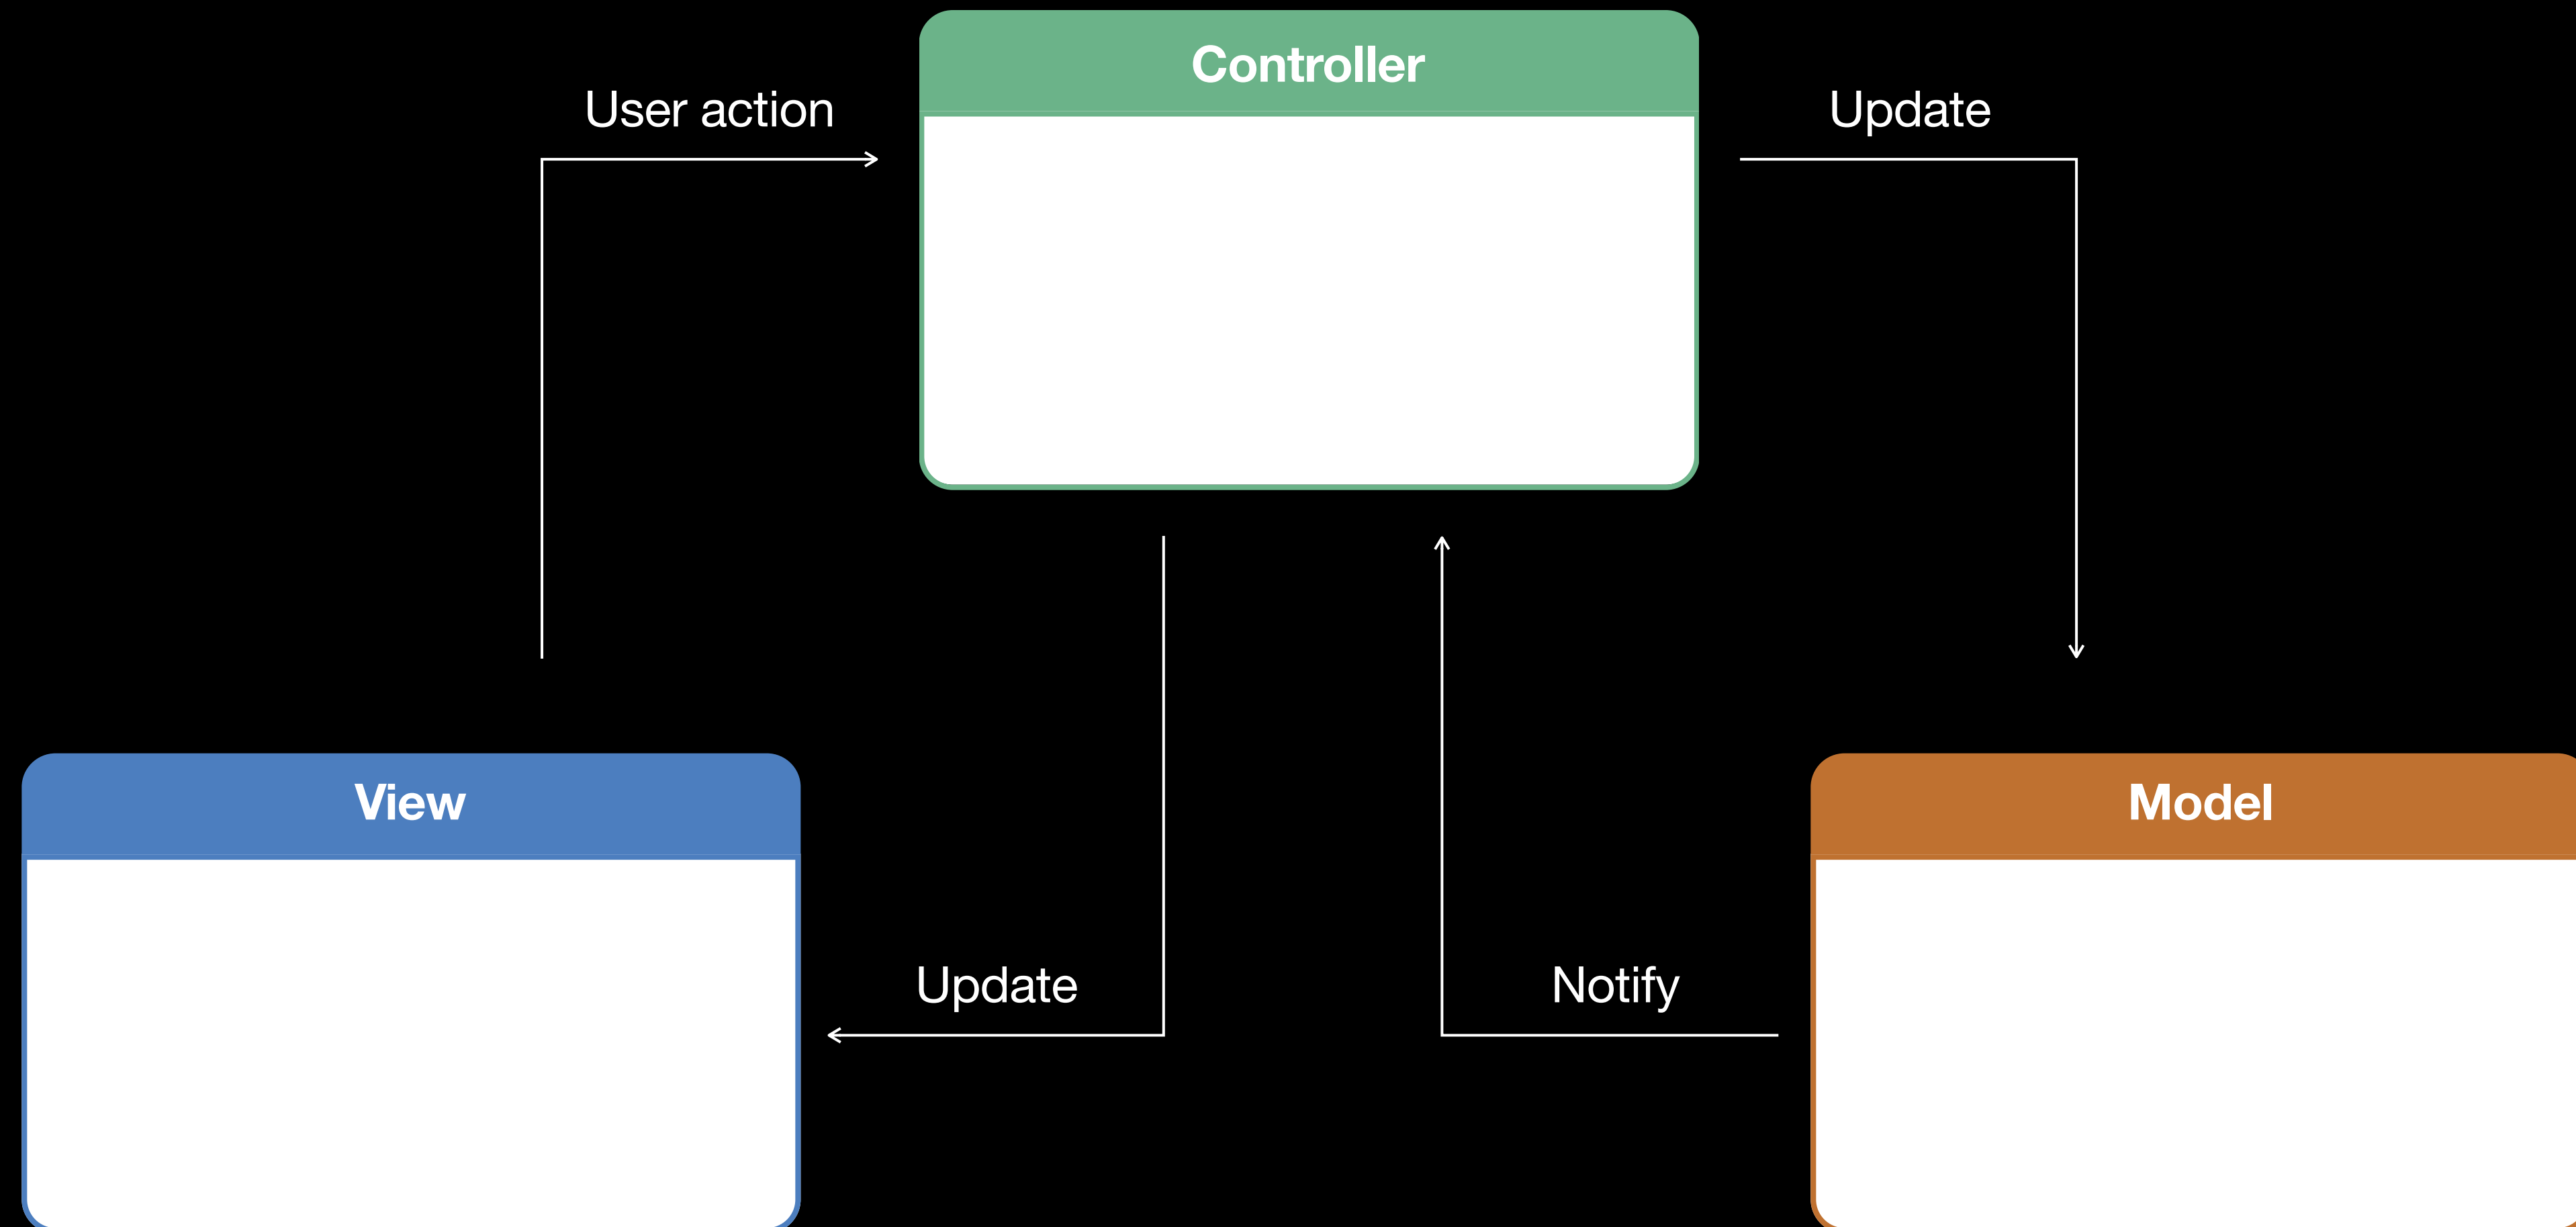 Controller
User action
Update
View
Model
Update
Notify